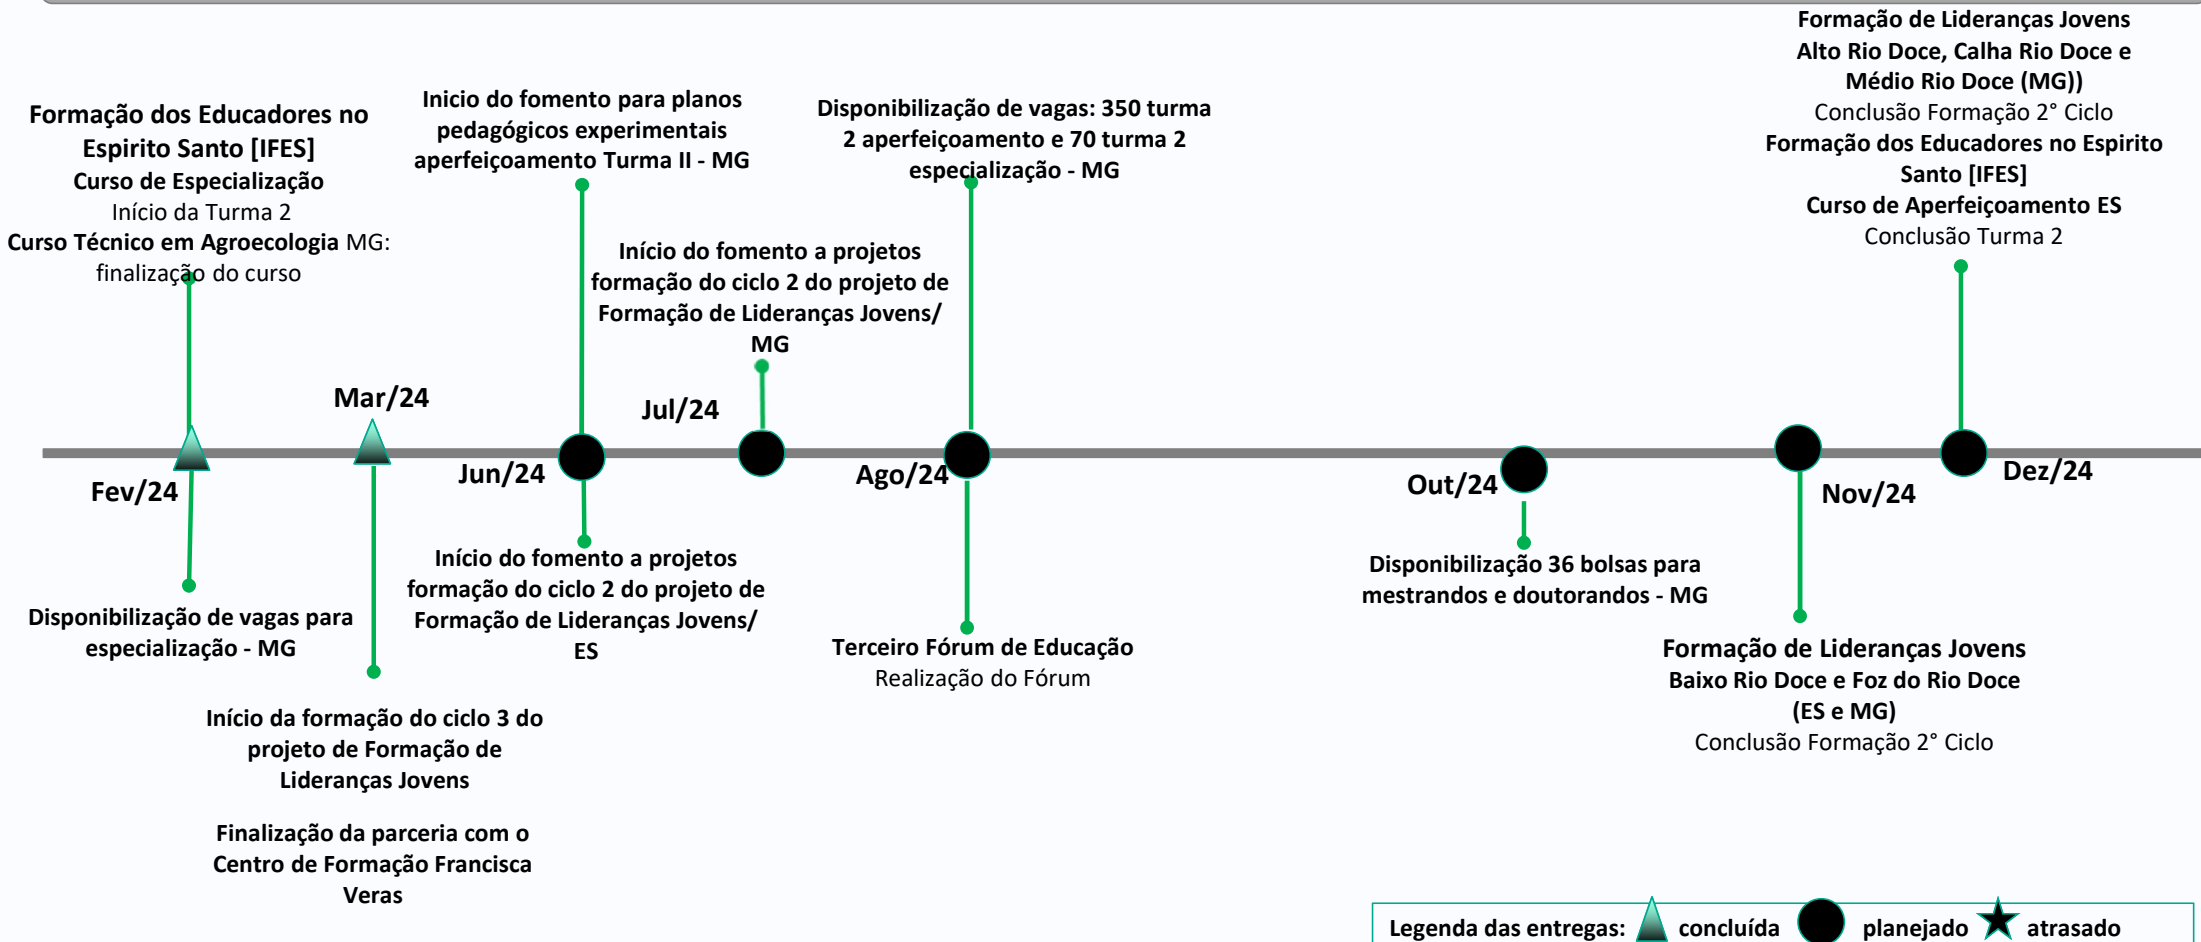 Formação dos Educadores no
Espirito Santo [IFES]
Curso de Especialização
Início da Turma 2
Curso Técnico em Agroecologia MG:
finalização do curso
Fev/24
Disponibilização de vagas para
especialização - MG
Mar/24
Início da formação do ciclo 3 do
projeto de Formação de
Lideranças Jovens
Finalização da parceria com o
Centro de Formação Francisca
Veras
Inicio do fomento para planos
pedagógicos experimentais
aperfeiçoamento Turma II - MG
Jun/24
Início do fomento a projetos
formação do ciclo 2 do projeto de
Formação de Lideranças Jovens/
ES
Início do fomento a projetos
formação do ciclo 2 do projeto de
Formação de Lideranças Jovens/
MG
Jul/24
Disponibilização de vagas: 350 turma
2 aperfeiçoamento e 70 turma 2
especialização - MG
Ago/24
Terceiro Fórum de Educação
Realização do Fórum
Out/24
Disponibilização 36 bolsas para
mestrandos e doutorandos - MG
Nov/24
Formação de Lideranças Jovens
Baixo Rio Doce e Foz do Rio Doce
(ES e MG)
Conclusão Formação 2° Ciclo
Formação de Lideranças Jovens
Alto Rio Doce, Calha Rio Doce e
Médio Rio Doce (MG))
Conclusão Formação 2° Ciclo
Formação dos Educadores no Espirito
Santo [IFES]
Curso de Aperfeiçoamento ES
Conclusão Turma 2
Dez/24
Legenda das entregas: concluída planejado atrasado